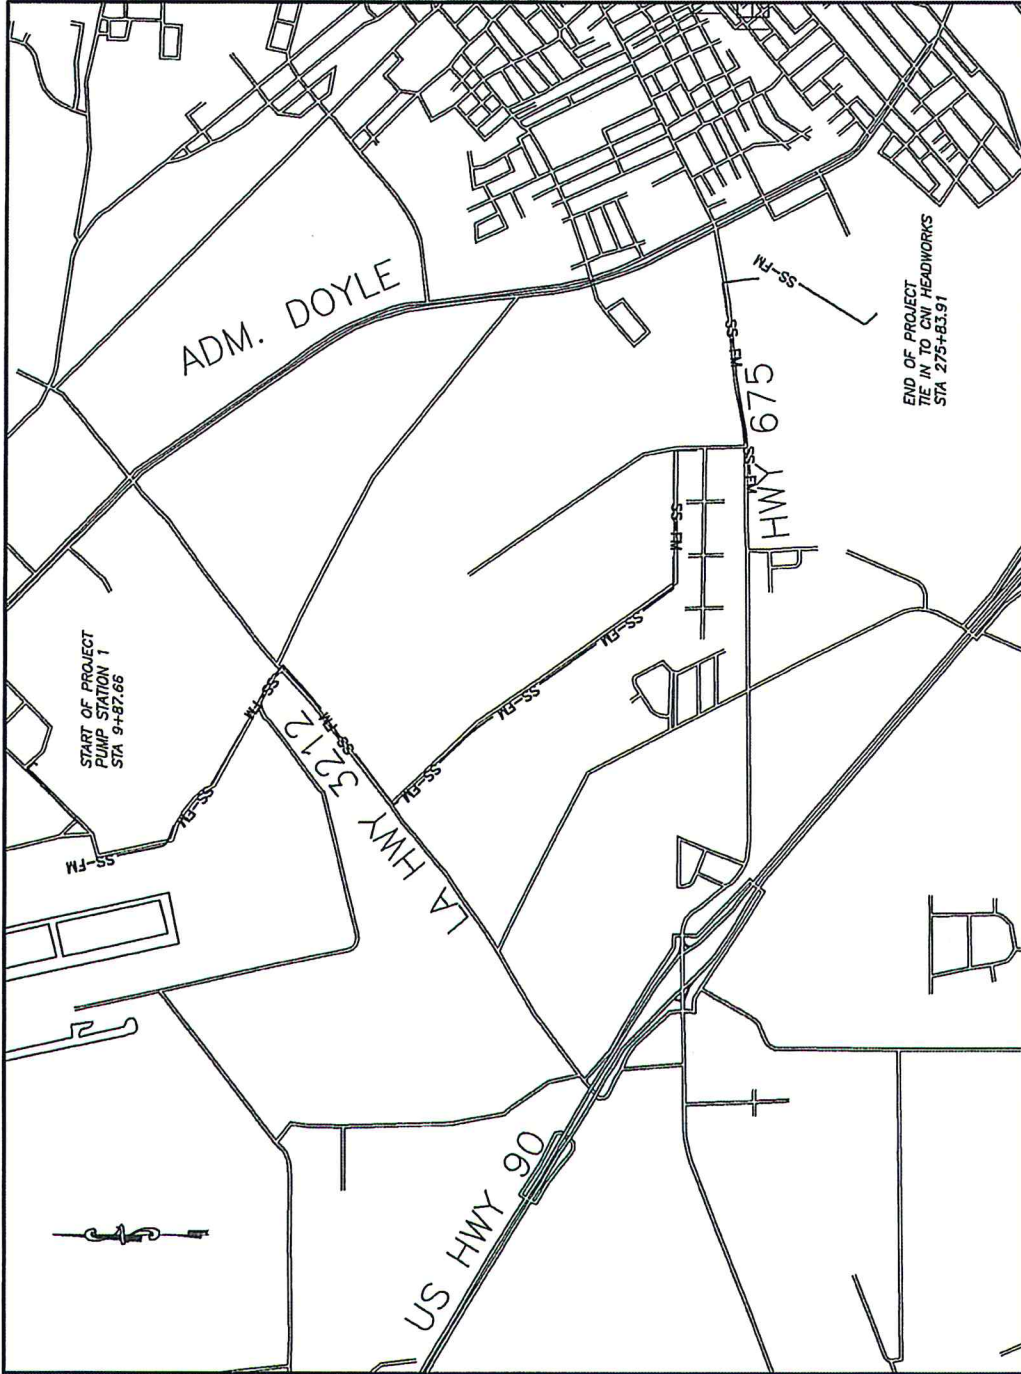 ADM. DOYLE
SS-FM
END OF PROJECT
TIE IN TO CNI HEADWORKS
STA 275+83.91
SS-FM
HWY 675
SS-FM
SS-FM
START OF PROJECT
PUMP STATION 1
STA 9+87.66
SS-FM
SS-FM
SS-FM
SS-FM
SS-FM
SS-FM
SS-FM
SS-FM
LA HWY 3212
SS-FM
US HWY 90